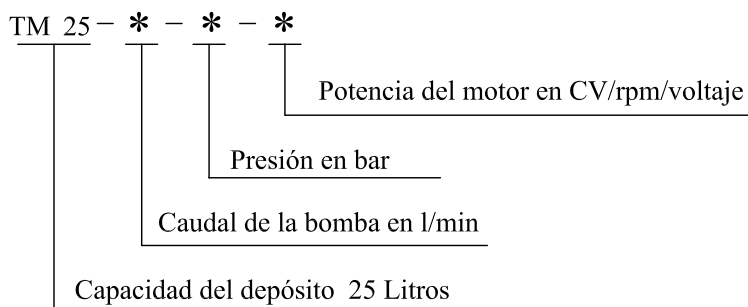 TM 25 - * - * - *
Potencia del motor en CV/rpm/voltaje
Presión en bar
Caudal de la bomba en l/min
Capacidad del depósito 25 Litros